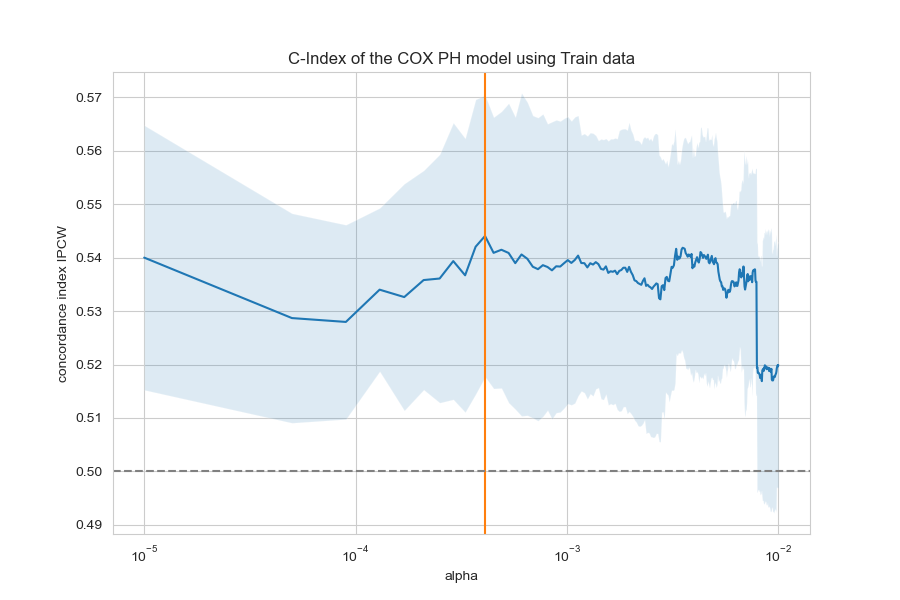 C-Index of the COX PH model using Train data
concordance index IPCW
0.57
0.56
0.55
0.54
0.53
0.52
0.51
0.50
0.49
10⁻⁵ 10⁻⁴ 10⁻³ 10⁻²
alpha